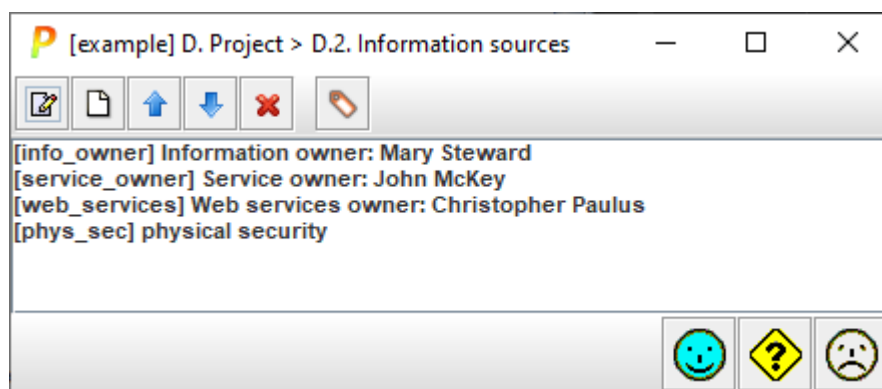 [example] D. Project > D.2. Information sources
[info_owner] Information owner: Mary Steward
[service_owner] Service owner: John McKey
[web_services] Web services owner: Christopher Paulus
[phys_sec] physical security